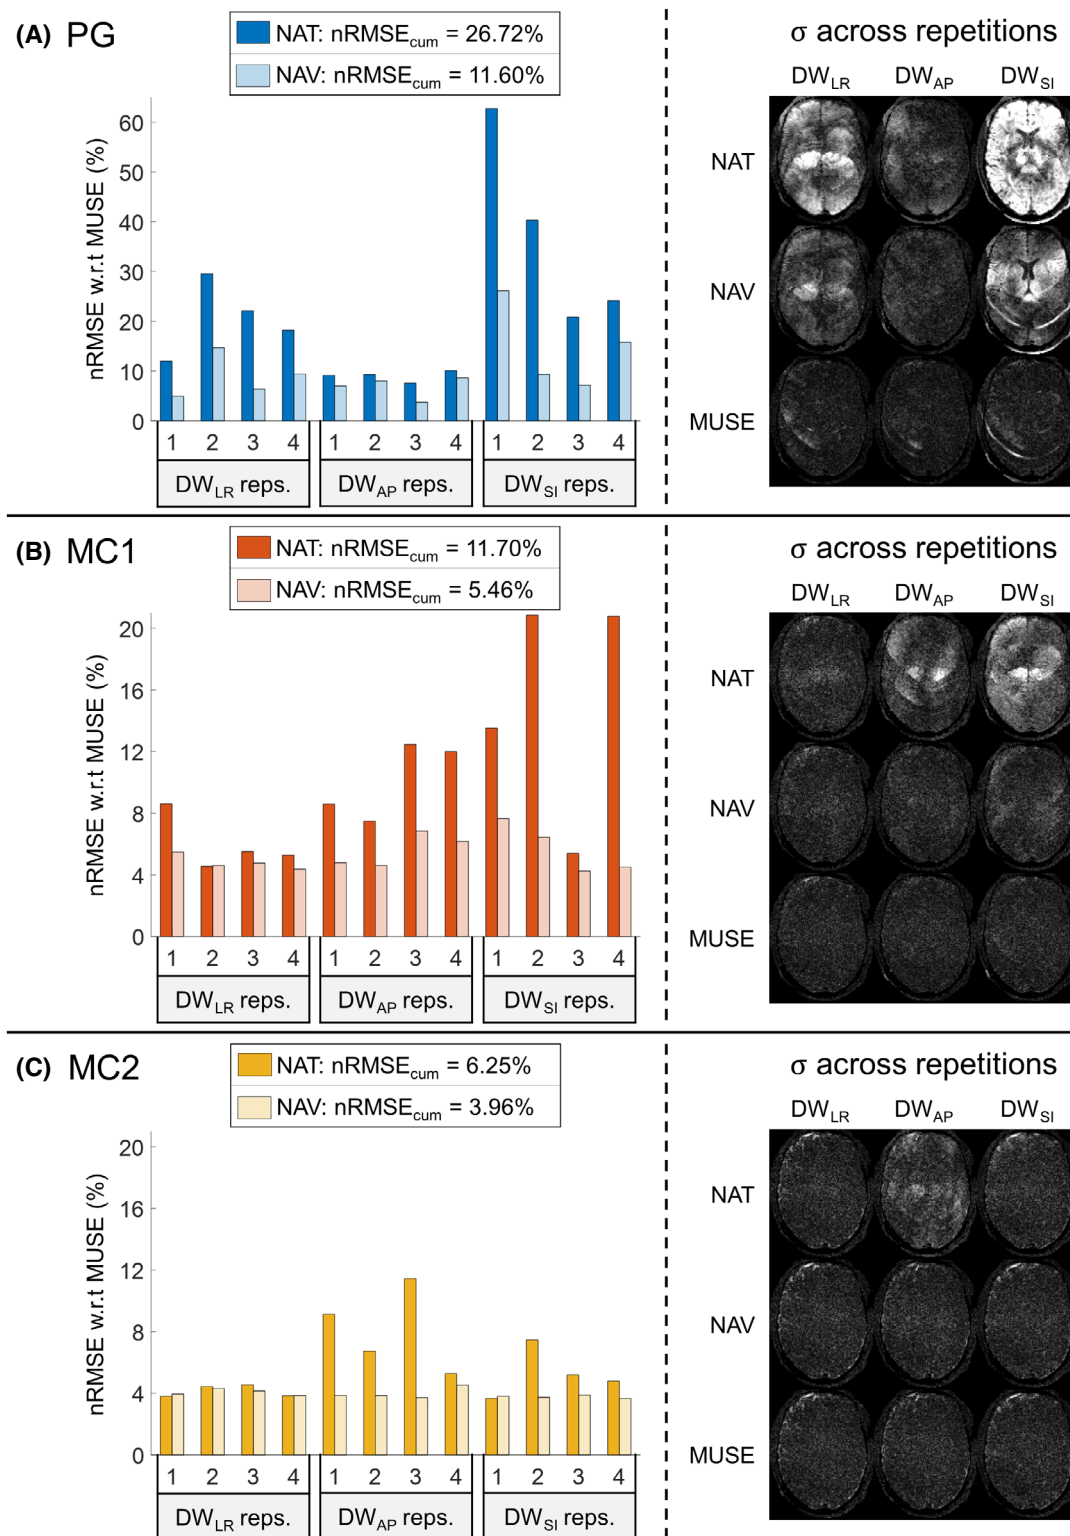 (A) PG
NAT: nRMSEcum = 26.72%
NAV: nRMSEcum = 11.60%
nRMSE w.r.t MUSE (%)
60
50
40
30
20
10
0
1 2 3 4 1 2 3 4 1 2 3 4
DWLR reps. DWAP reps. DWSI reps.
σ across repetitions
DWLR DWAP DWSI
NAT
NAV
MUSE
(B) MC1
NAT: nRMSEcum = 11.70%
NAV: nRMSEcum = 5.46%
nRMSE w.r.t MUSE (%)
20
16
12
8
4
0
1 2 3 4 1 2 3 4 1 2 3 4
DWLR reps. DWAP reps. DWSI reps.
σ across repetitions
DWLR DWAP DWSI
NAT
NAV
MUSE
(C) MC2
NAT: nRMSEcum = 6.25%
NAV: nRMSEcum = 3.96%
nRMSE w.r.t MUSE (%)
20
16
12
8
4
0
1 2 3 4 1 2 3 4 1 2 3 4
DWLR reps. DWAP reps. DWSI reps.
σ across repetitions
DWLR DWAP DWSI
NAT
NAV
MUSE